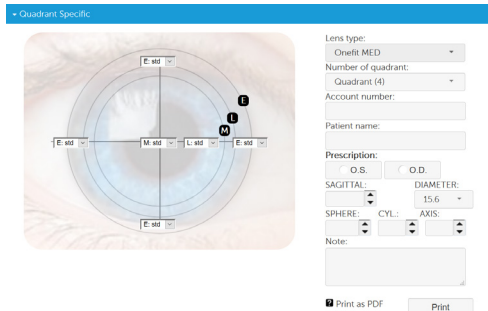 Quadrant Specific
E: std
E
L
M
E: std M: std L: std E: std
E: std
Lens type:
Onefit MED
Number of quadrant:
Quadrant (4)
Account number:
Patient name:
Prescription:
O.S. O.D.
SAGITTAL: DIAMETER:
15.6
SPHERE: CYL.: AXIS:
Note:
? Print as PDF Print